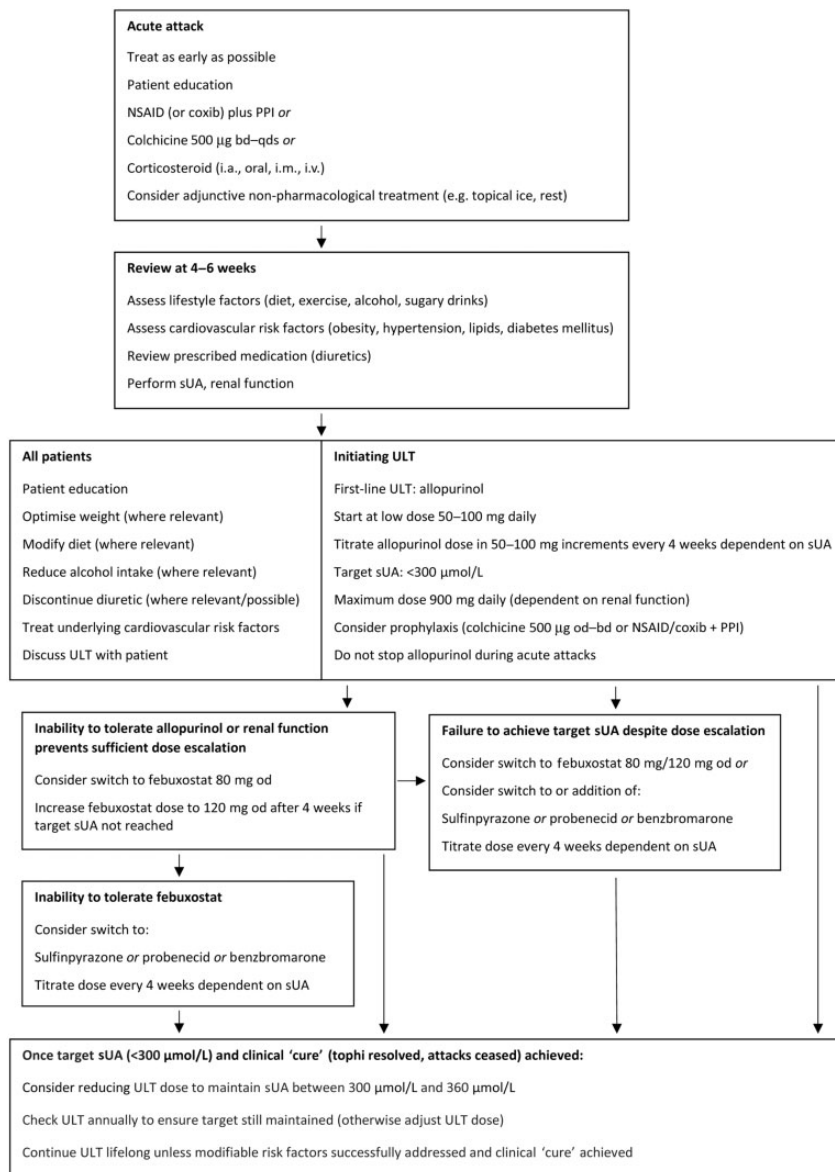 Acute attack
Treat as early as possible
Patient education
NSAID (or coxib) plus PPI or
Colchicine 500 µg bd–qds or
Corticosteroid (i.a., oral, i.m., i.v.)
Consider adjunctive non-pharmacological treatment (e.g. topical ice, rest)
Review at 4–6 weeks
Assess lifestyle factors (diet, exercise, alcohol, sugary drinks)
Assess cardiovascular risk factors (obesity, hypertension, lipids, diabetes mellitus)
Review prescribed medication (diuretics)
Perform sUA, renal function
All patients
Patient education
Optimise weight (where relevant)
Modify diet (where relevant)
Reduce alcohol intake (where relevant)
Discontinue diuretic (where relevant/possible)
Treat underlying cardiovascular risk factors
Discuss ULT with patient
Initiating ULT
First-line ULT: allopurinol
Start at low dose 50–100 mg daily
Titrate allopurinol dose in 50–100 mg increments every 4 weeks dependent on sUA
Target sUA: <300 µmol/L
Maximum dose 900 mg daily (dependent on renal function)
Consider prophylaxis (colchicine 500 µg od–bd or NSAID/coxib + PPI)
Do not stop allopurinol during acute attacks
Inability to tolerate allopurinol or renal function
prevents sufficient dose escalation
Consider switch to febuxostat 80 mg od
Increase febuxostat dose to 120 mg od after 4 weeks if
target sUA not reached
Failure to achieve target sUA despite dose escalation
Consider switch to febuxostat 80 mg/120 mg od or
Consider switch to or addition of:
Sulfinpyrazone or probenecid or benzbromarone
Titrate dose every 4 weeks dependent on sUA
Inability to tolerate febuxostat
Consider switch to:
Sulfinpyrazone or probenecid or benzbromarone
Titrate dose every 4 weeks dependent on sUA
Once target sUA (<300 µmol/L) and clinical ‘cure’ (tophi resolved, attacks ceased) achieved:
Consider reducing ULT dose to maintain sUA between 300 µmol/L and 360 µmol/L
Check ULT annually to ensure target still maintained (otherwise adjust ULT dose)
Continue ULT lifelong unless modifiable risk factors successfully addressed and clinical ‘cure’ achieved